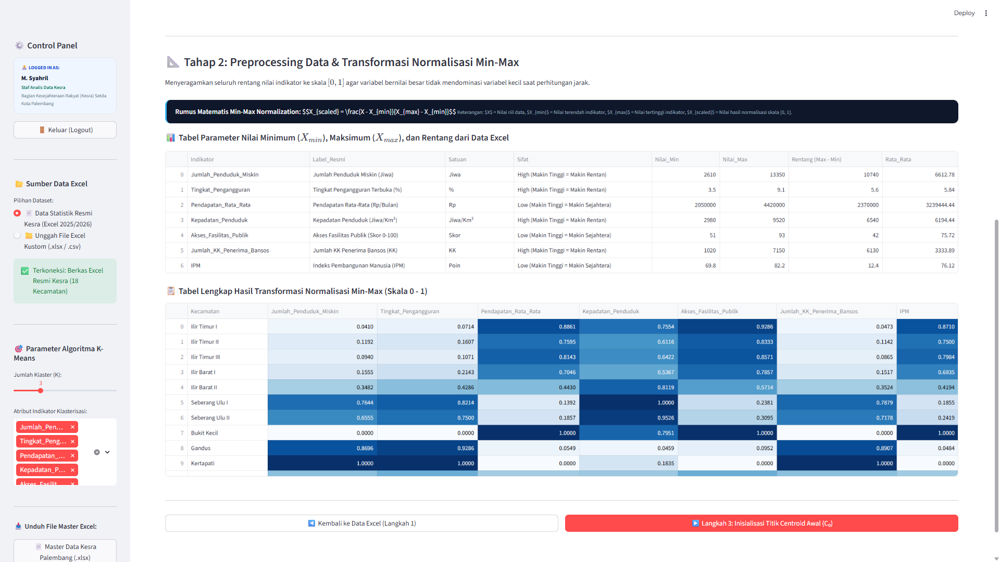 Deploy
Control Panel
LOGGED IN AS:
M. Syahril
Staf Analis Data Kesra
Bagian Kesejahteraan Rakyat (Kesra) Setda
Kota Palembang
Keluar (Logout)
Sumber Data Excel
Pilihan Dataset:
Data Statistik Resmi
Kesra (Excel 2025/2026)
Unggah File Excel
Kustom (.xlsx / .csv)
Terkoneksi: Berkas Excel
Resmi Kesra (18
Kecamatan)
Parameter Algoritma K-
Means
Jumlah Klaster (K):
3
Atribut Indikator Klasterisasi:
Jumlah_Pen...
Tingkat_Peng...
Pendapatan_...
Kepadatan_P...
Akses_Fasilit...
Unduh File Master Excel:
Master Data Kesra
Palembang (.xlsx)
Tahap 2: Preprocessing Data & Transformasi Normalisasi Min-Max
Menyeragamkan seluruh rentang nilai indikator ke skala [0, 1] agar variabel bernilai besar tidak mendominasi variabel kecil saat perhitungan jarak.
Rumus Matematis Min-Max Normalization: $$X_{scaled} = \frac{X - X_{min}}{X_{max} - X_{min}}$$ Keterangan: $X$ = Nilai riil data, $X_{min}$ = Nilai terendah indikator, $X_{max}$ = Nilai tertinggi indikator, $X_{scaled}$ = Nilai hasil normalisasi skala [0, 1].
Tabel Parameter Nilai Minimum (Xmin), Maksimum (Xmax), dan Rentang dari Data Excel
Indikator Label_Resmi Satuan Sifat Nilai_Min Nilai_Max Rentang (Max - Min) Rata_Rata
0 Jumlah_Penduduk_Miskin Jumlah Penduduk Miskin (Jiwa) Jiwa High (Makin Tinggi = Makin Rentan) 2610 13350 10740 6612.78
1 Tingkat_Pengangguran Tingkat Pengangguran Terbuka (%) % High (Makin Tinggi = Makin Rentan) 3.5 9.1 5.6 5.84
2 Pendapatan_Rata_Rata Pendapatan Rata-Rata (Rp/Bulan) Rp Low (Makin Tinggi = Makin Sejahtera) 2050000 4420000 2370000 3239444.44
3 Kepadatan_Penduduk Kepadatan Penduduk (Jiwa/Km²) Jiwa/Km² High (Makin Tinggi = Makin Rentan) 2980 9520 6540 6194.44
4 Akses_Fasilitas_Publik Akses Fasilitas Publik (Skor 0-100) Skor Low (Makin Tinggi = Makin Sejahtera) 51 93 42 75.72
5 Jumlah_KK_Penerima_Bansos Jumlah KK Penerima Bansos (KK) KK High (Makin Tinggi = Makin Rentan) 1020 7150 6130 3333.89
6 IPM Indeks Pembangunan Manusia (IPM) Poin Low (Makin Tinggi = Makin Sejahtera) 69.8 82.2 12.4 76.12
Tabel Lengkap Hasil Transformasi Normalisasi Min-Max (Skala 0 - 1)
Kecamatan Jumlah_Penduduk_Miskin Tingkat_Pengangguran Pendapatan_Rata_Rata Kepadatan_Penduduk Akses_Fasilitas_Publik Jumlah_KK_Penerima_Bansos IPM
0 Ilir Timur I 0.0410 0.0714 0.8861 0.7554 0.9286 0.0473 0.8710
1 Ilir Timur II 0.1192 0.1607 0.7595 0.6116 0.8333 0.1142 0.7500
2 Ilir Timur III 0.0940 0.1071 0.8143 0.6422 0.8571 0.0865 0.7984
3 Ilir Barat I 0.1555 0.2143 0.7046 0.5367 0.7857 0.1517 0.6935
4 Ilir Barat II 0.3482 0.4286 0.4430 0.8119 0.5714 0.3524 0.4194
5 Seberang Ulu I 0.7644 0.8214 0.1392 1.0000 0.2381 0.7879 0.1855
6 Seberang Ulu II 0.6555 0.7500 0.1857 0.9526 0.3095 0.7178 0.2419
7 Bukit Kecil 0.0000 0.0000 1.0000 0.7951 1.0000 0.0000 1.0000
8 Gandus 0.8696 0.9286 0.0549 0.0459 0.0952 0.8907 0.0484
9 Kertapati 1.0000 1.0000 0.0000 0.1835 0.0000 1.0000 0.0000
Kembali ke Data Excel (Langkah 1)
Langkah 3: Inisialisasi Titik Centroid Awal (C₀)